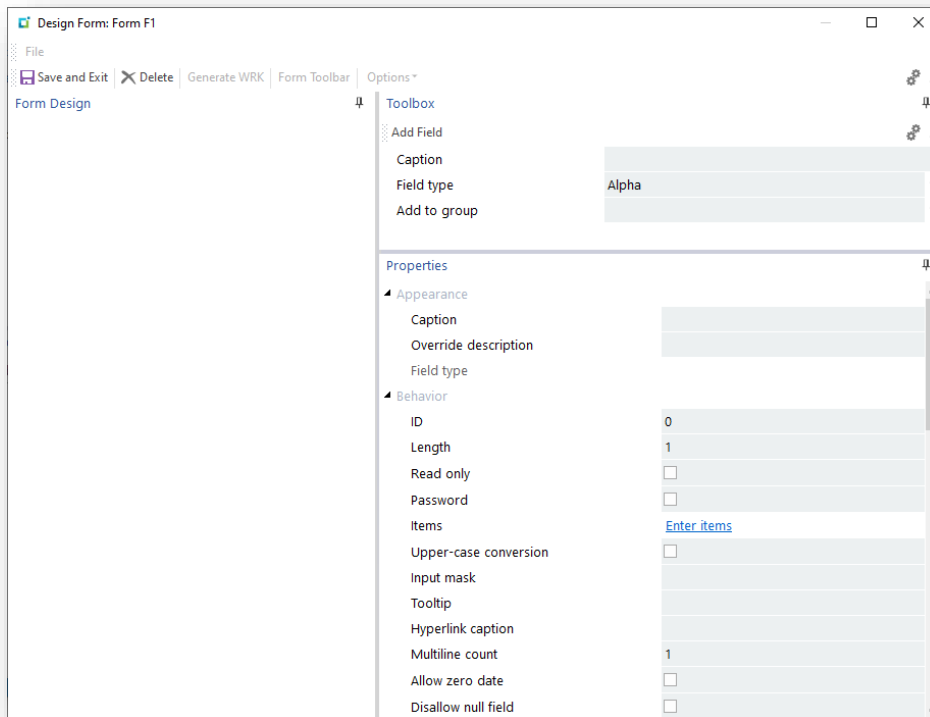 Design Form: Form F1
File
Save and Exit Delete Generate WRK Form Toolbar Options
Form Design
Toolbox
Add Field
Caption
Field type Alpha
Add to group
Properties
Appearance
Caption
Override description
Field type
Behavior
ID 0
Length 1
Read only
Password
Items Enter items
Upper-case conversion
Input mask
Tooltip
Hyperlink caption
Multiline count 1
Allow zero date
Disallow null field